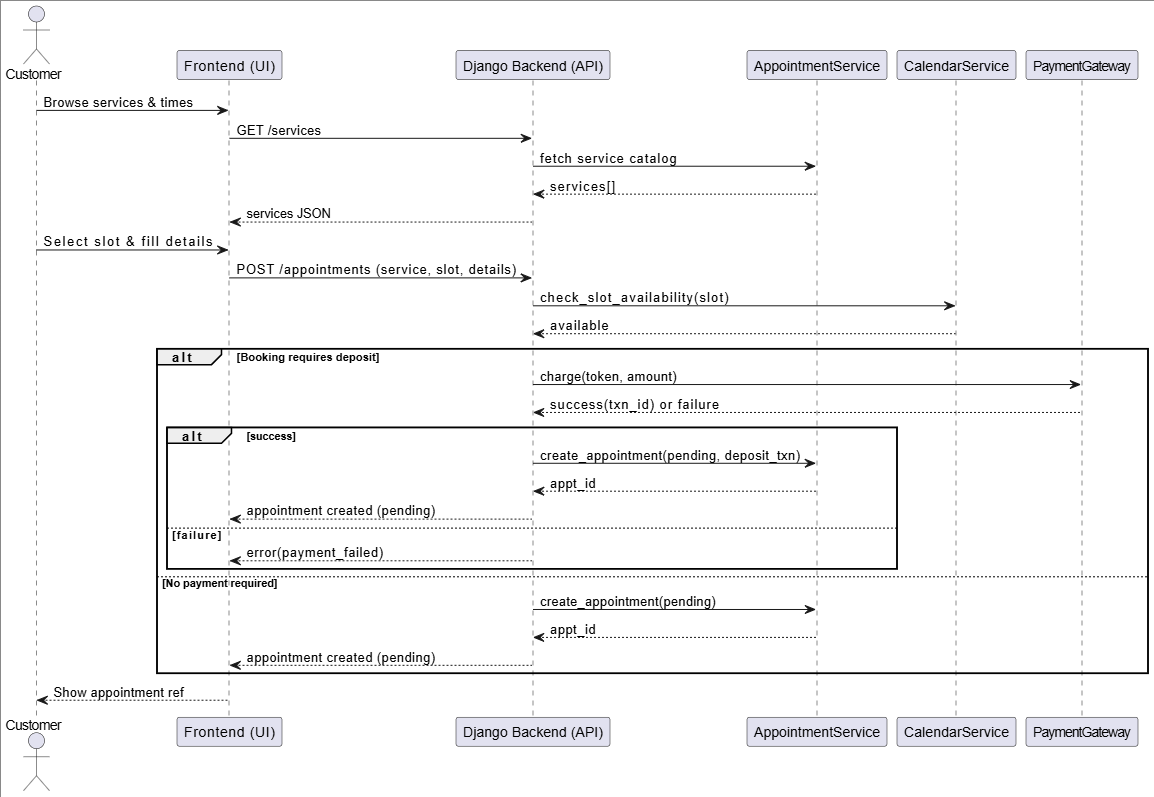 Customer
Frontend (UI)
Django Backend (API)
AppointmentService
CalendarService
PaymentGateway
Browse services & times
GET /services
fetch service catalog
services[]
services JSON
Select slot & fill details
POST /appointments (service, slot, details)
check_slot_availability(slot)
available
alt
[Booking requires deposit]
charge(token, amount)
success(txn_id) or failure
alt
[success]
create_appointment(pending, deposit_txn)
appt_id
appointment created (pending)
[failure]
error(payment_failed)
[No payment required]
create_appointment(pending)
appt_id
appointment created (pending)
Show appointment ref
Customer
Frontend (UI)
Django Backend (API)
AppointmentService
CalendarService
PaymentGateway